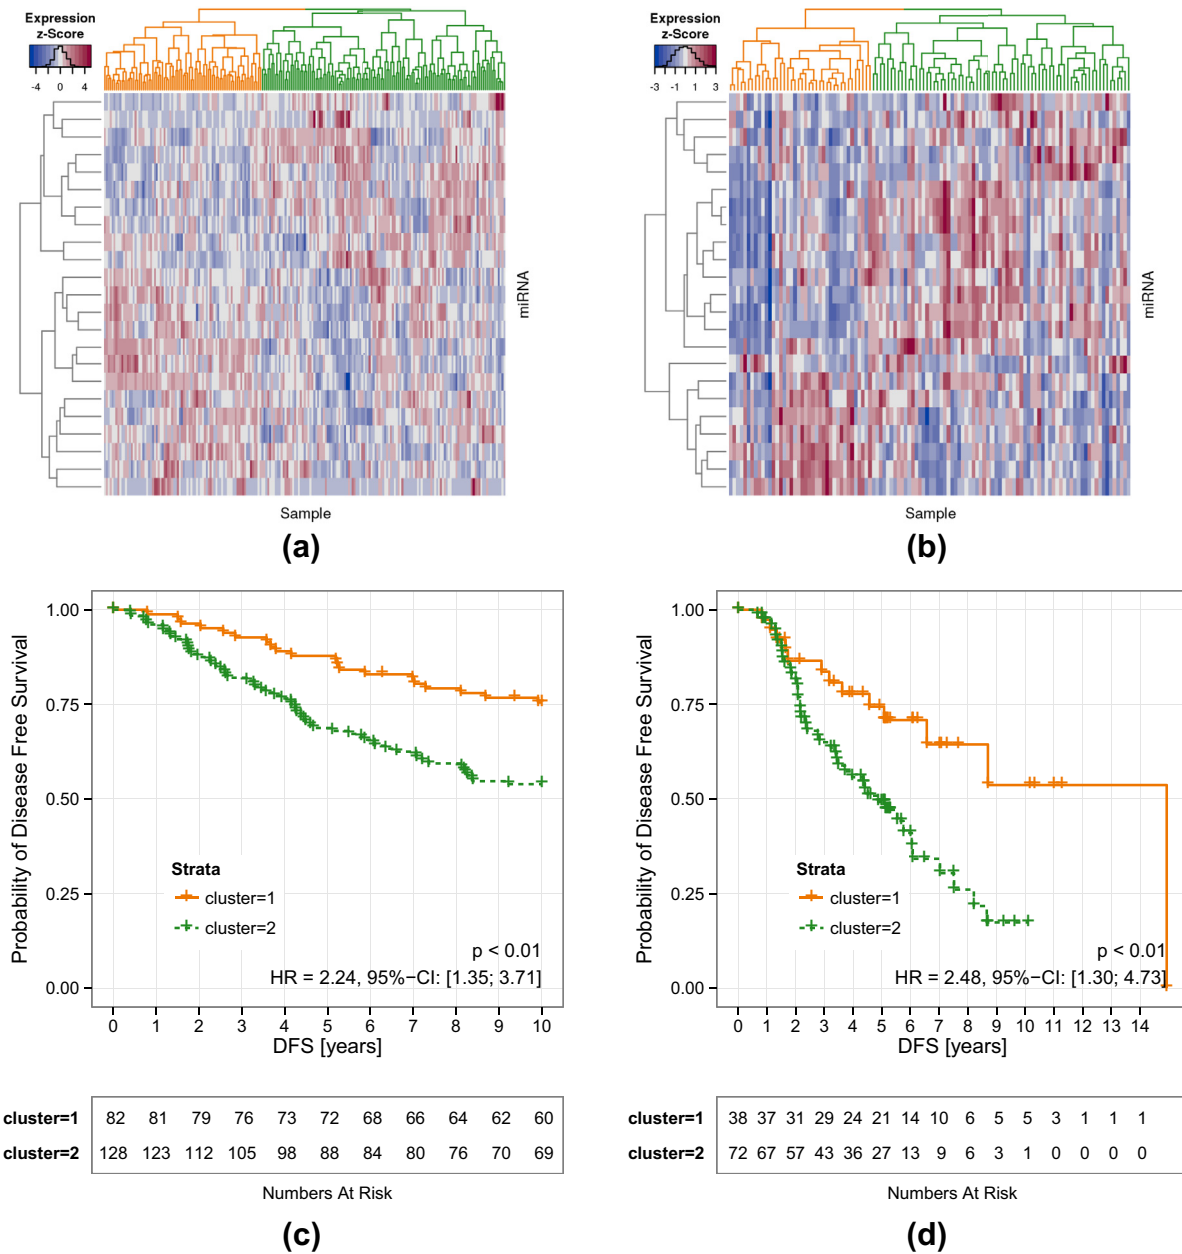 Expression
z-Score
-4 0 4
miRNA
Sample
(a)
Expression
z-Score
-3 -1 1 3
miRNA
Sample
(b)
Probability of Disease Free Survival
1.00
0.75
0.50
0.25
0.00
Strata
cluster=1
cluster=2
p < 0.01
HR = 2.24, 95%−CI: [1.35; 3.71]
0 1 2 3 4 5 6 7 8 9 10
DFS [years]
cluster=1 82 81 79 76 73 72 68 66 64 62 60
cluster=2 128 123 112 105 98 88 84 80 76 70 69
Numbers At Risk
(c)
Probability of Disease Free Survival
1.00
0.75
0.50
0.25
0.00
Strata
cluster=1
cluster=2
p < 0.01
HR = 2.48, 95%−CI: [1.30; 4.73]
0 1 2 3 4 5 6 7 8 9 10 11 12 13 14
DFS [years]
cluster=1 38 37 31 29 24 21 14 10 6 5 5 3 1 1 1
cluster=2 72 67 57 43 36 27 13 9 6 3 1 0 0 0 0
Numbers At Risk
(d)